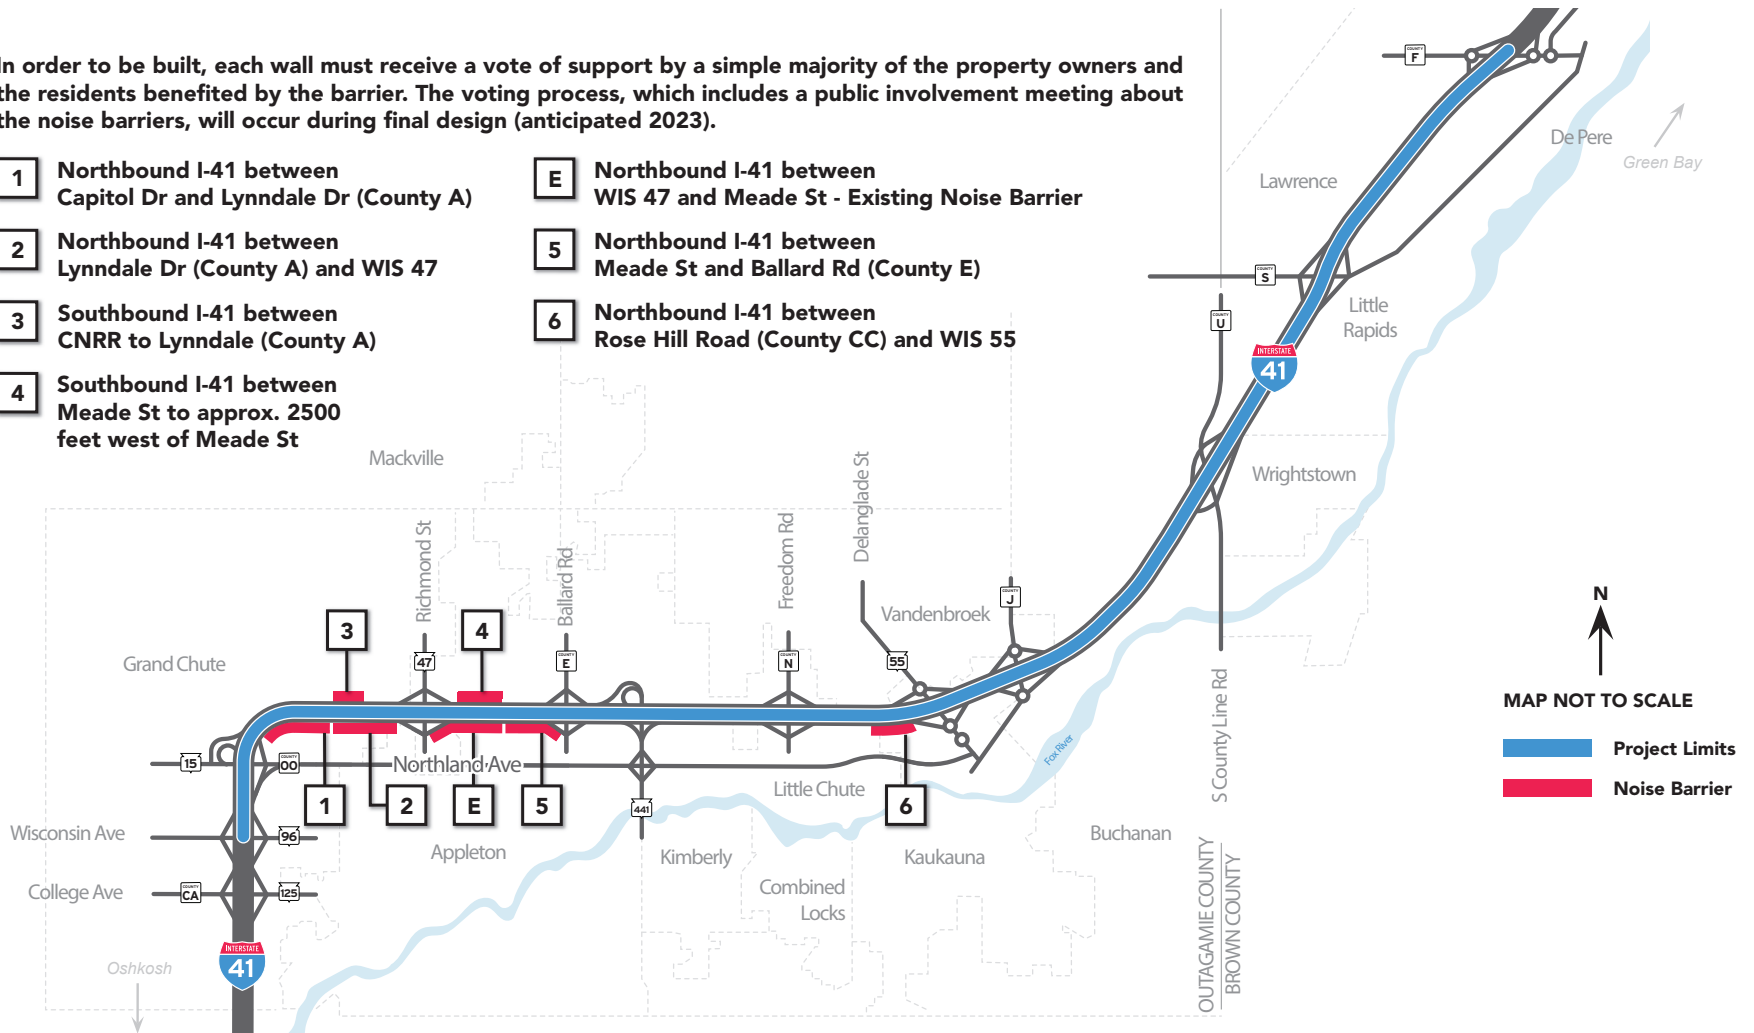 In order to be built, each wall must receive a vote of support by a simple majority of the property owners and
the residents benefited by the barrier. The voting process, which includes a public involvement meeting about
the noise barriers, will occur during final design (anticipated 2023).
1
Northbound I-41 between
Capitol Dr and Lynndale Dr (County A)
2
Northbound I-41 between
Lynndale Dr (County A) and WIS 47
3
Southbound I-41 between
CNRR to Lynndale (County A)
4
Southbound I-41 between
Meade St to approx. 2500
feet west of Meade St
E
Northbound I-41 between
WIS 47 and Meade St - Existing Noise Barrier
5
Northbound I-41 between
Meade St and Ballard Rd (County E)
6
Northbound I-41 between
Rose Hill Road (County CC) and WIS 55
COUNTY
F
De Pere
Green Bay
Lawrence
COUNTY
S
Little
Rapids
COUNTY
U
INTERSTATE
41
Wrightstown
Mackville
Richmond St
Ballard Rd
Freedom Rd
Delanglade St
COUNTY
J
Vandenbroek
3
4
47
COUNTY
E
COUNTY
N
55
Grand Chute
15
COUNTY
OO
Northland Ave
1
2
E
5
441
Little Chute
6
Fox River
S County Line Rd
Wisconsin Ave
96
Appleton
Kimberly
Kaukauna
Buchanan
College Ave
COUNTY
CA
125
Combined
Locks
OUTAGAMIE COUNTY
BROWN COUNTY
INTERSTATE
41
Oshkosh
N
MAP NOT TO SCALE
Project Limits
Noise Barrier